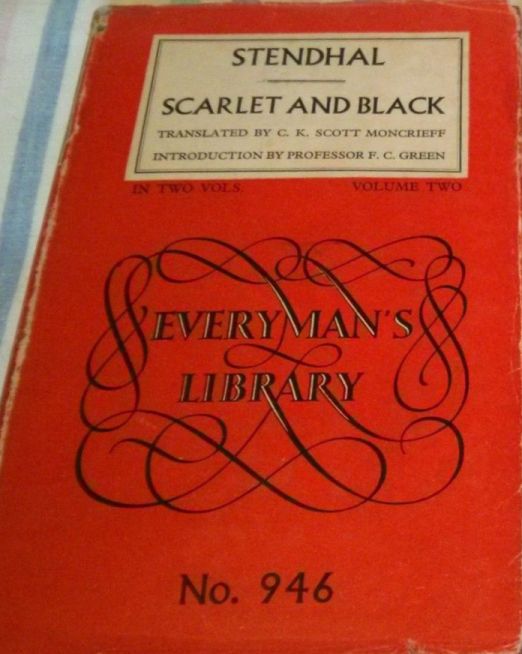 STENDHAL
SCARLET AND BLACK
TRANSLATED BY C. K. SCOTT MONCRIEFF
INTRODUCTION BY PROFESSOR F. C. GREEN
IN TWO VOLS. VOLUME TWO
EVERYMAN'S
LIBRARY
No. 946